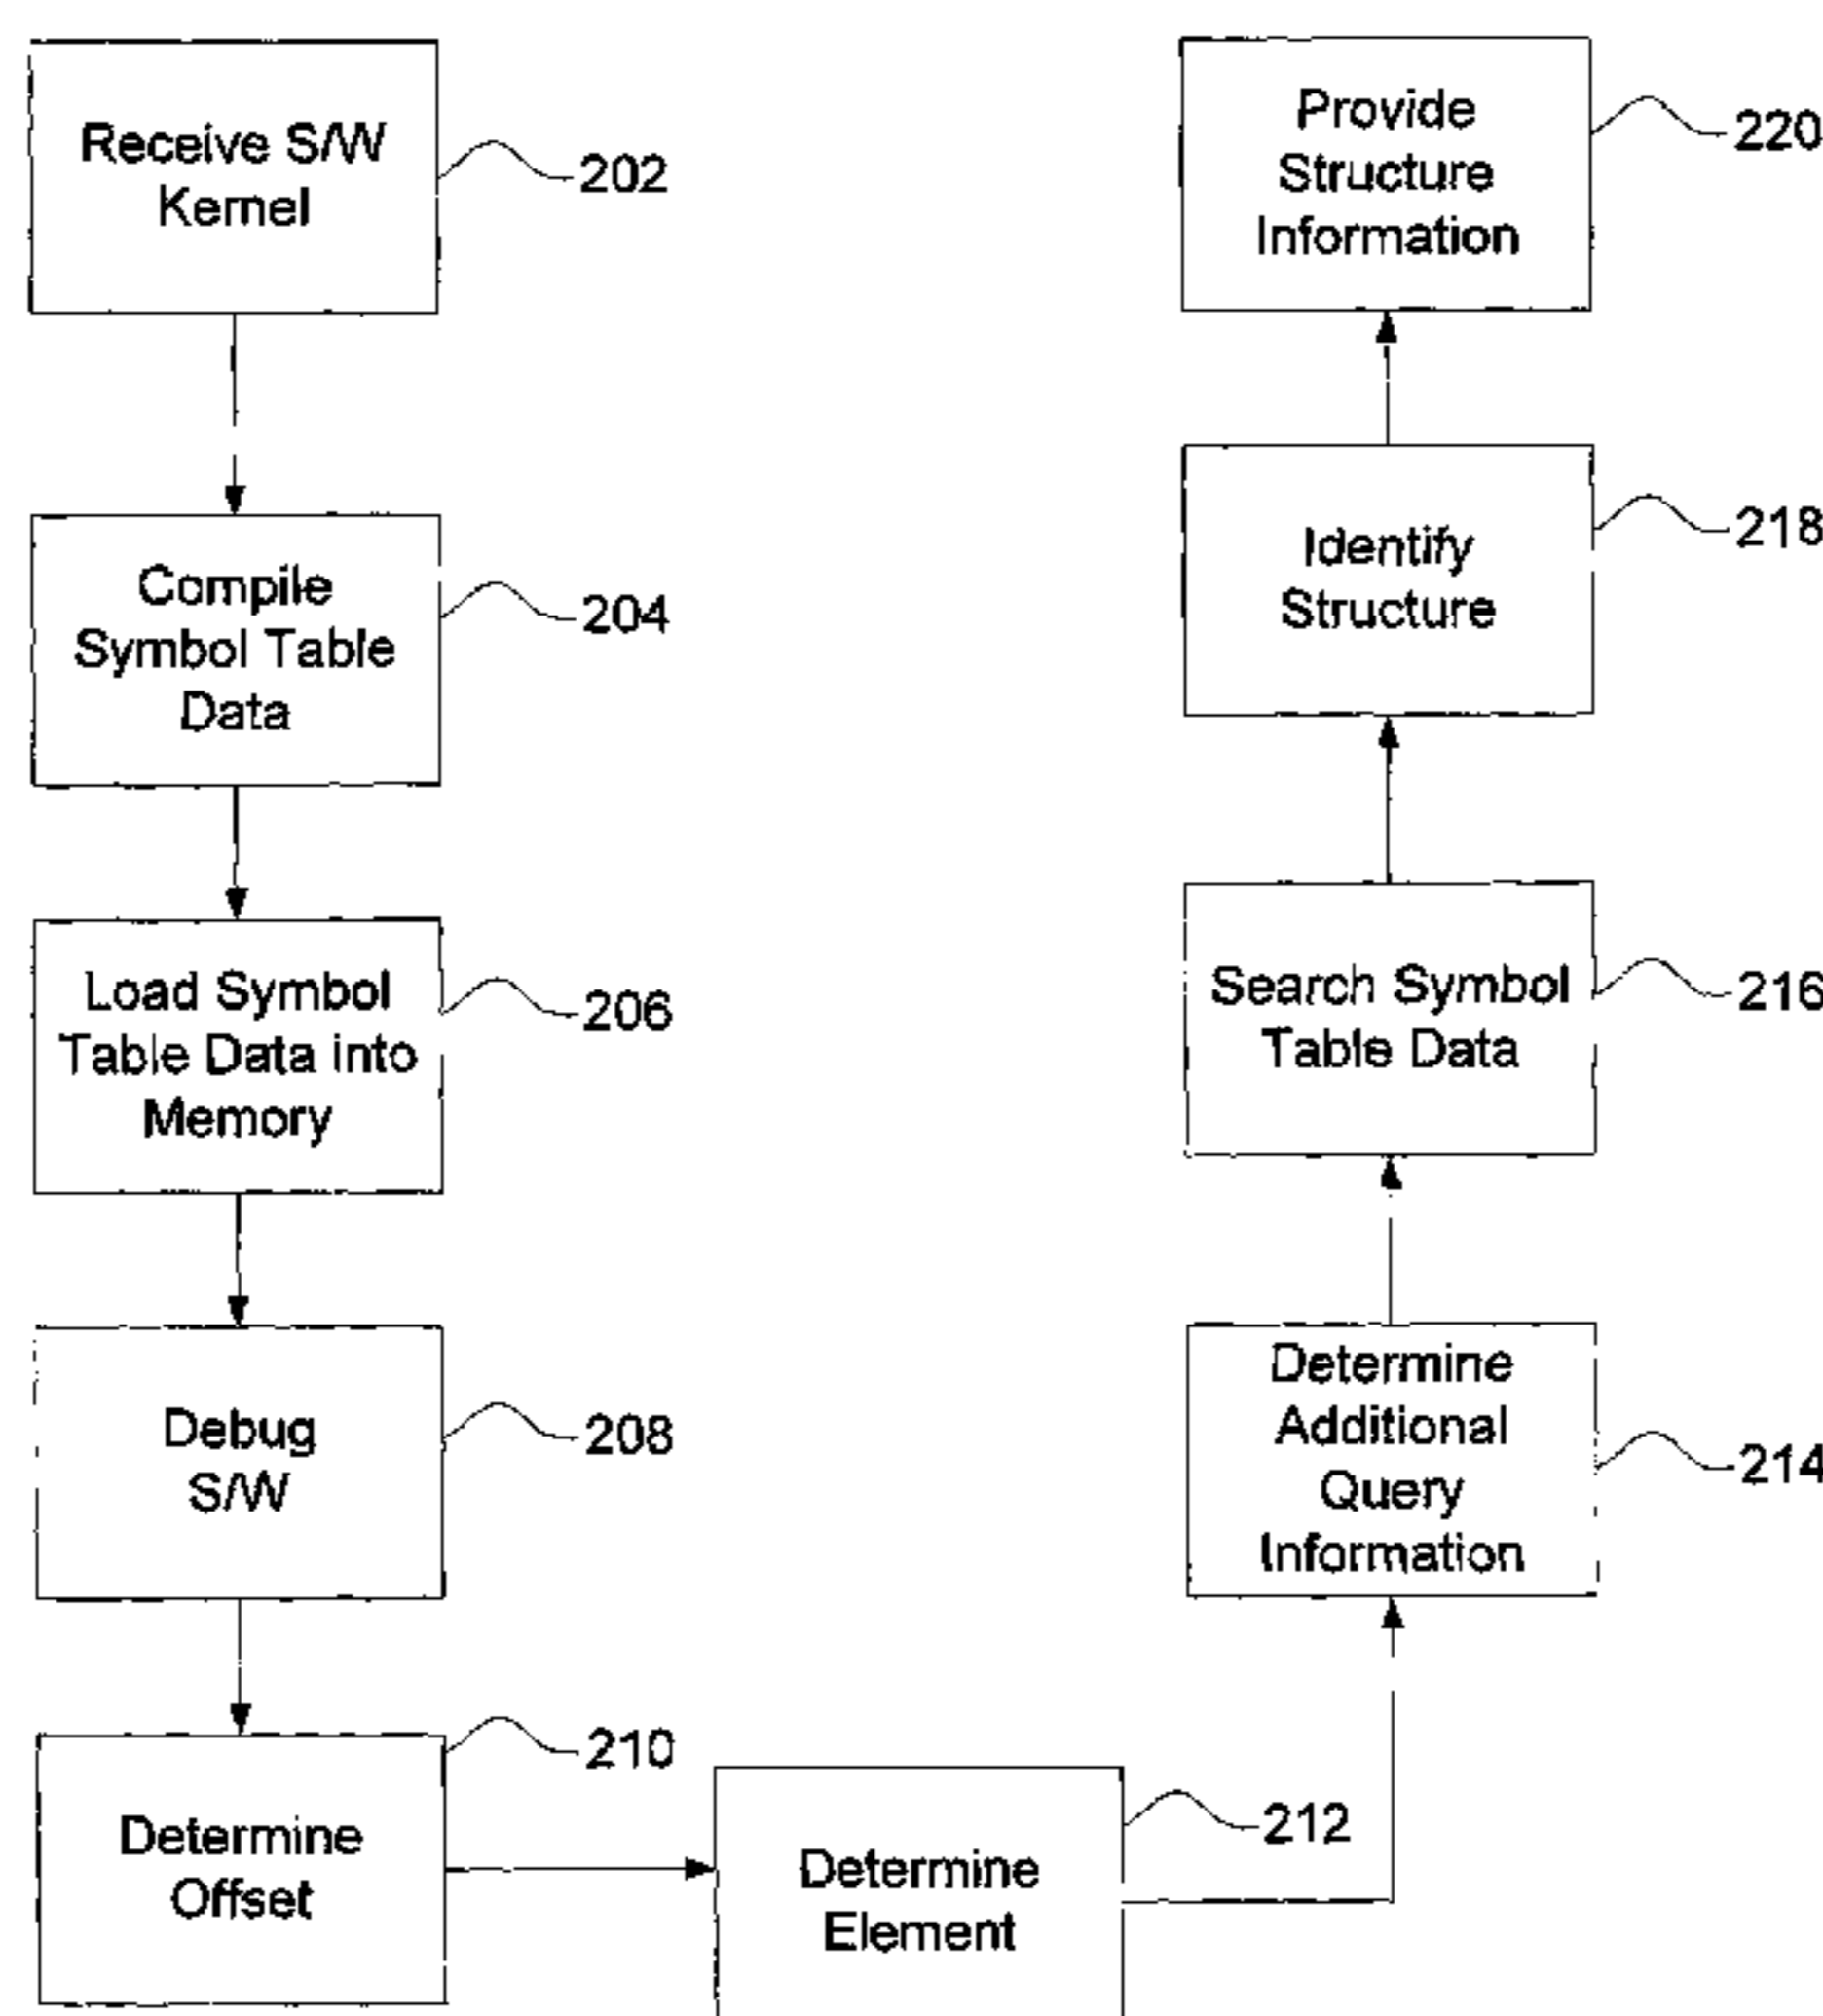 Receive S/W
Kernel
202
Compile
Symbol Table
Data
204
Load Symbol
Table Data into
Memory
206
Debug
S/W
208
Determine
Offset
210
Determine
Element
212
Determine
Additional
Query
Information
214
Search Symbol
Table Data
216
Identify
Structure
218
Provide
Structure
Information
220